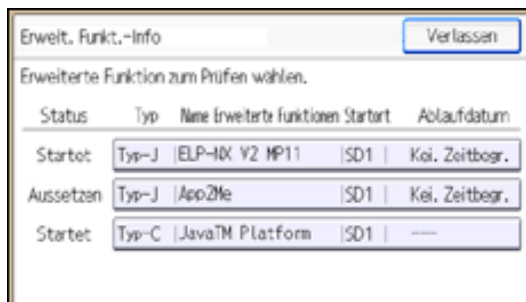 Erweit. Funkt.-Info Verlassen
Erweiterte Funktion zum Prüfen wählen.
Status Typ Name Erweiterte Funktionen Startort Ablaufdatum
Startet Typ-J ELP-NX V2 MP11 SD1 Kei. Zeitbegr.
Aussetzen Typ-J App2Me SD1 Kei. Zeitbegr.
Startet Typ-C JavaTM Platform SD1 ---